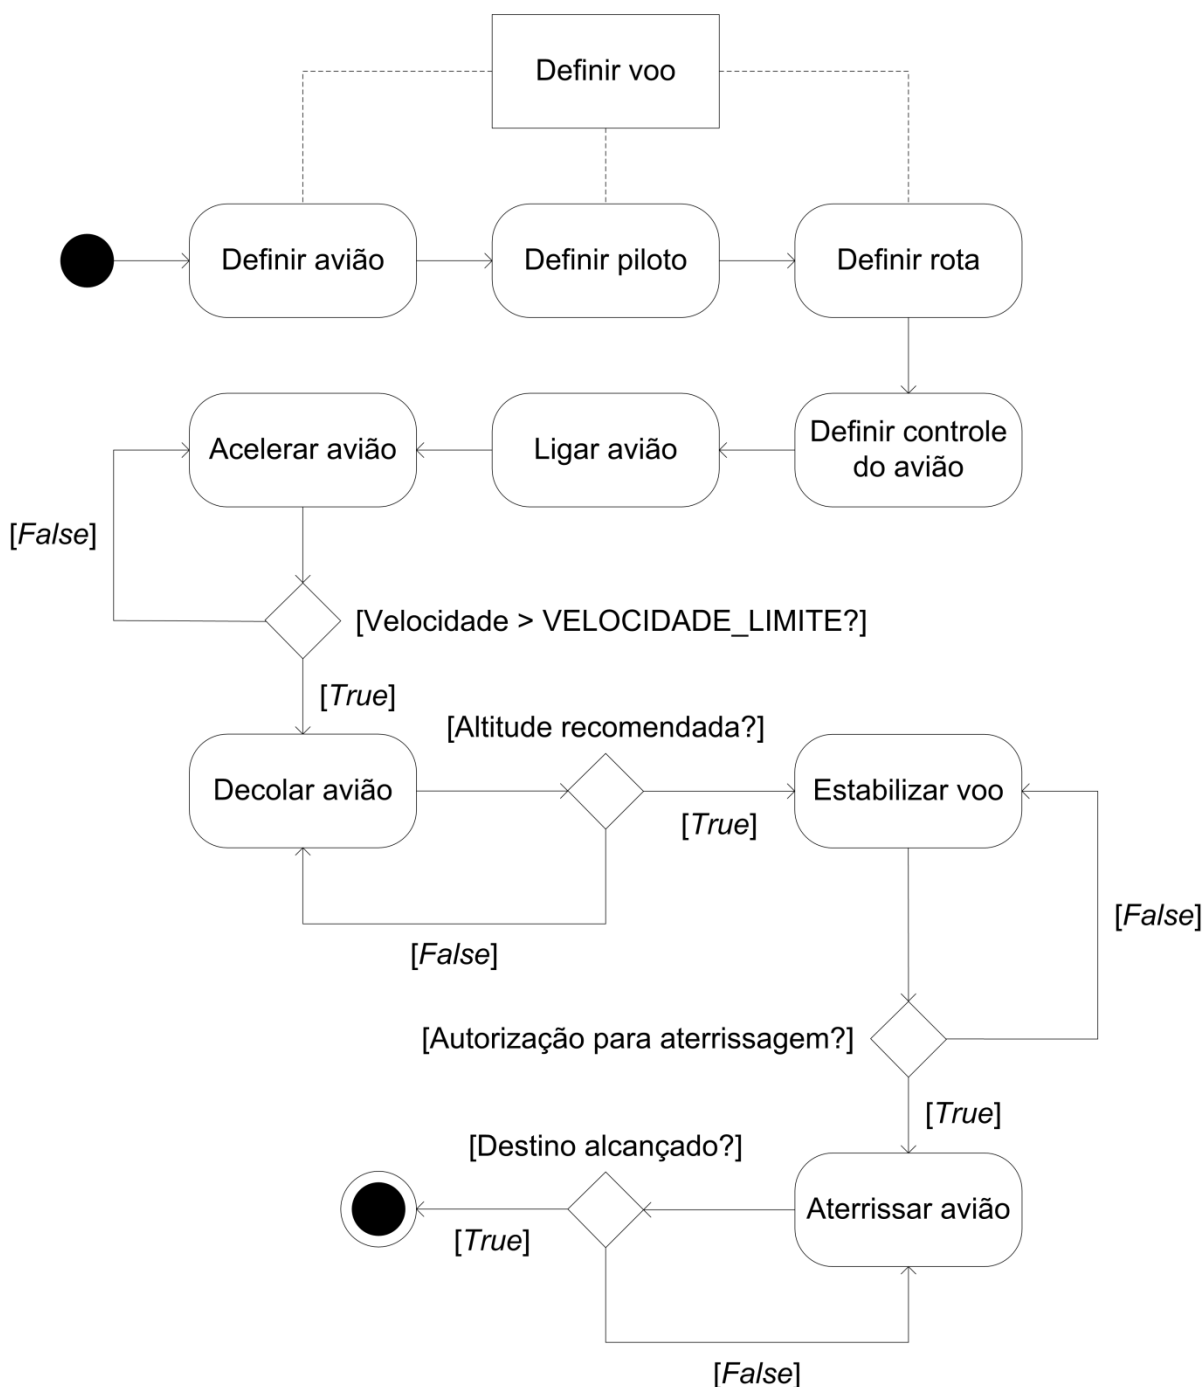 Definir voo
Definir avião
Definir piloto
Definir rota
Acelerar avião
Ligar avião
Definir controle
do avião
[False]
[Velocidade > VELOCIDADE_LIMITE?]
[True]
[Altitude recomendada?]
Decolar avião
Estabilizar voo
[True]
[False]
[False]
[Autorização para aterrissagem?]
[True]
[Destino alcançado?]
Aterrissar avião
[True]
[False]